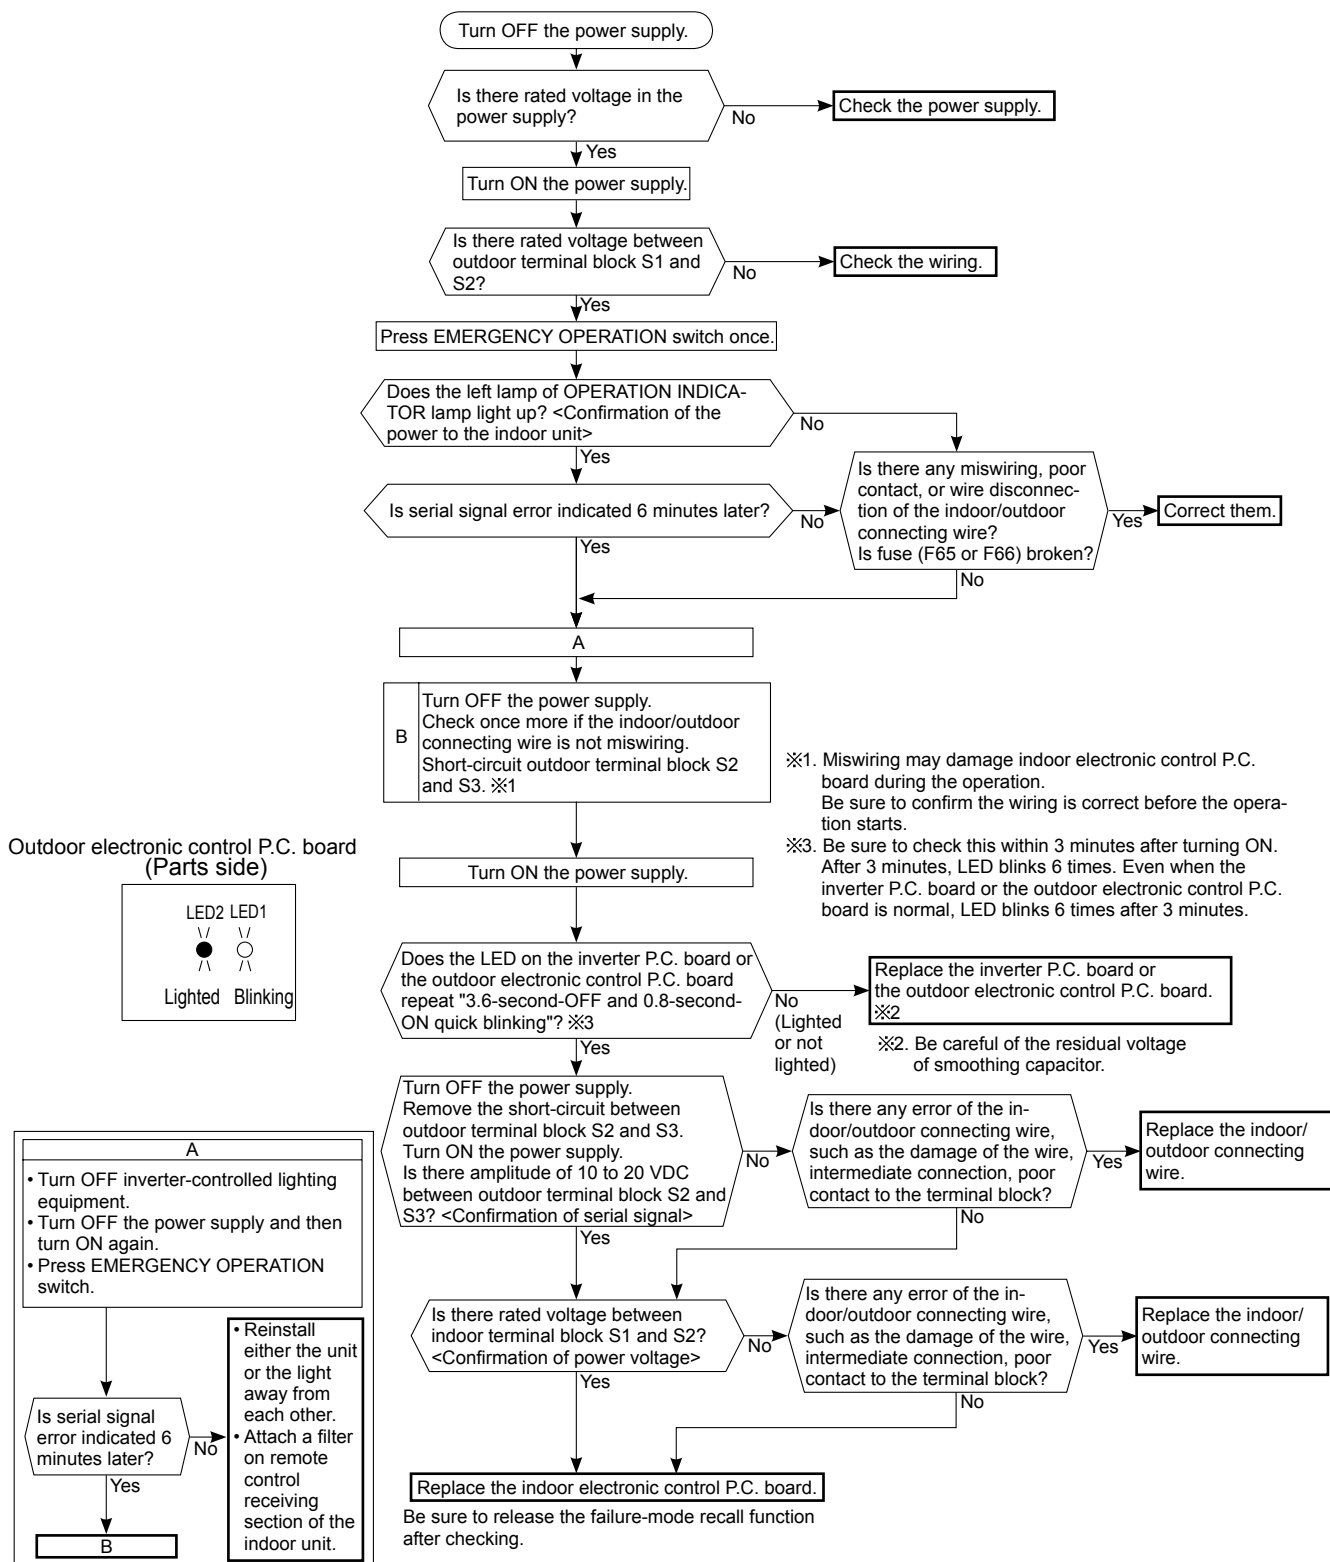 Turn OFF the power supply.
Is there rated voltage in the
power supply?
No
Check the power supply.
Yes
Turn ON the power supply.
Is there rated voltage between
outdoor terminal block S1 and
S2?
No
Check the wiring.
Yes
Press EMERGENCY OPERATION switch once.
Does the left lamp of OPERATION INDICA-
TOR lamp light up? <Confirmation of the
power to the indoor unit>
No
Yes
Is serial signal error indicated 6 minutes later?
No
Yes
Is there any miswiring, poor
contact, or wire disconnec-
tion of the indoor/outdoor
connecting wire?
Is fuse (F65 or F66) broken?
Yes
Correct them.
No
A
B
Turn OFF the power supply.
Check once more if the indoor/outdoor
connecting wire is not miswiring.
Short-circuit outdoor terminal block S2
and S3. ※1
※1. Miswiring may damage indoor electronic control P.C.
board during the operation.
Be sure to confirm the wiring is correct before the opera-
tion starts.
※3. Be sure to check this within 3 minutes after turning ON.
After 3 minutes, LED blinks 6 times. Even when the
inverter P.C. board or the outdoor electronic control P.C.
board is normal, LED blinks 6 times after 3 minutes.
Outdoor electronic control P.C. board
(Parts side)
LED2 LED1
Lighted Blinking
Turn ON the power supply.
Does the LED on the inverter P.C. board or
the outdoor electronic control P.C. board
repeat "3.6-second-OFF and 0.8-second-
ON quick blinking"? ※3
No
(Lighted
or not
lighted)
Replace the inverter P.C. board or
the outdoor electronic control P.C. board.
※2
※2. Be careful of the residual voltage
of smoothing capacitor.
Yes
Turn OFF the power supply.
Remove the short-circuit between
outdoor terminal block S2 and S3.
Turn ON the power supply.
Is there amplitude of 10 to 20 VDC
between outdoor terminal block S2 and
S3? <Confirmation of serial signal>
No
Yes
Is there any error of the in-
door/outdoor connecting wire,
such as the damage of the wire,
intermediate connection, poor
contact to the terminal block?
Yes
Replace the indoor/
outdoor connecting
wire.
No
Is there rated voltage between
indoor terminal block S1 and S2?
<Confirmation of power voltage>
No
Yes
Is there any error of the in-
door/outdoor connecting wire,
such as the damage of the wire,
intermediate connection, poor
contact to the terminal block?
Yes
Replace the indoor/
outdoor connecting
wire.
No
Replace the indoor electronic control P.C. board.
Be sure to release the failure-mode recall function
after checking.
A
• Turn OFF inverter-controlled lighting
equipment.
• Turn OFF the power supply and then
turn ON again.
• Press EMERGENCY OPERATION
switch.
Is serial signal
error indicated 6
minutes later?
No
Yes
• Reinstall
either the unit
or the light
away from
each other.
• Attach a filter
on remote
control
receiving
section of the
indoor unit.
B